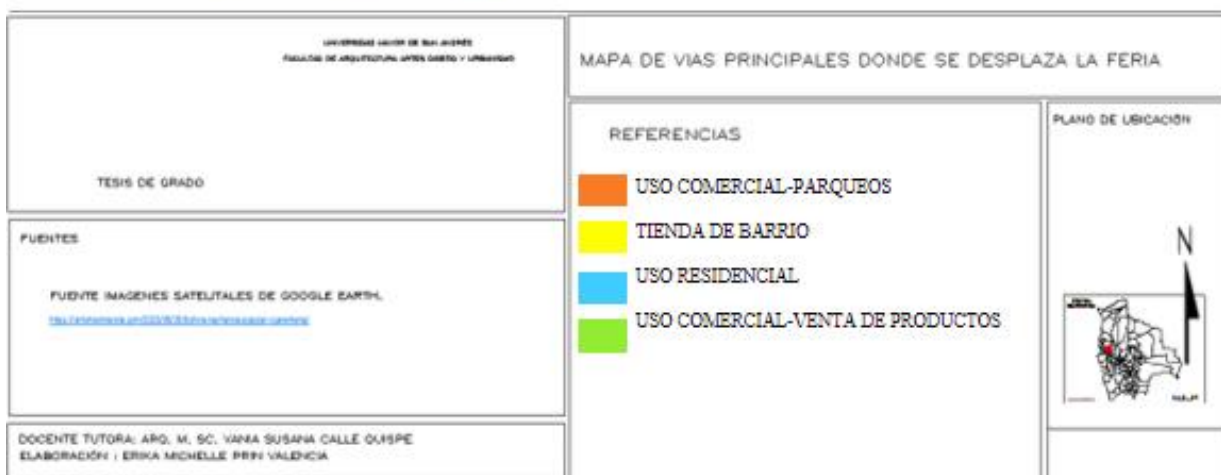 UNIVERSIDAD MAYOR DE SAN ANDRÉS
FACULTAD DE ARQUITECTURA ARTES DISEÑO Y URBANISMO
TESIS DE GRADO
FUENTES
FUENTE IMAGENES SATELITALES DE GOOGLE EARTH.
DOCENTE TUTORA: ARQ. M. SC. VANIA SUSANA CALLE QUISPE
ELABORACIÓN : ERIKA MICHELLE PRIN VALENCIA
MAPA DE VIAS PRINCIPALES DONDE SE DESPLAZA LA FERIA
REFERENCIAS
USO COMERCIAL-PARQUEOS
TIENDA DE BARRIO
USO RESIDENCIAL
USO COMERCIAL-VENTA DE PRODUCTOS
PLANO DE UBICACIÓN
N